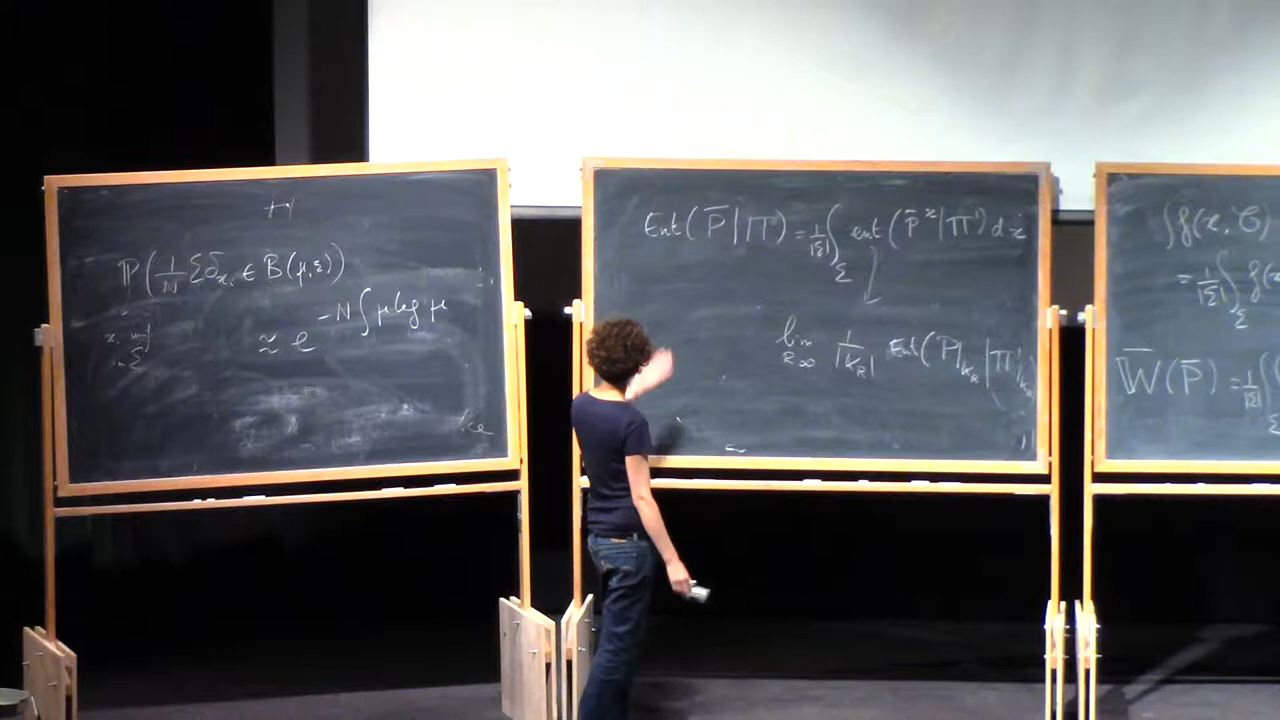 H
ℙ(1/N Σδ_{x_i} ∈ B(μ,ε))
≈ e^{-N∫μ log μ}
Ent(P̄|Π¹) = 1/|Σ| ∫_Σ ent(P̄^x|Π¹) dx
lim_{R→∞} 1/|K_R| Ent(P|_{K_R} | Π¹|_{K_R})
∫f(x, C)
= 1/|Σ| ∫_Σ f(x
𝕎̄(P̄) = 1/|Σ| ∫_Σ